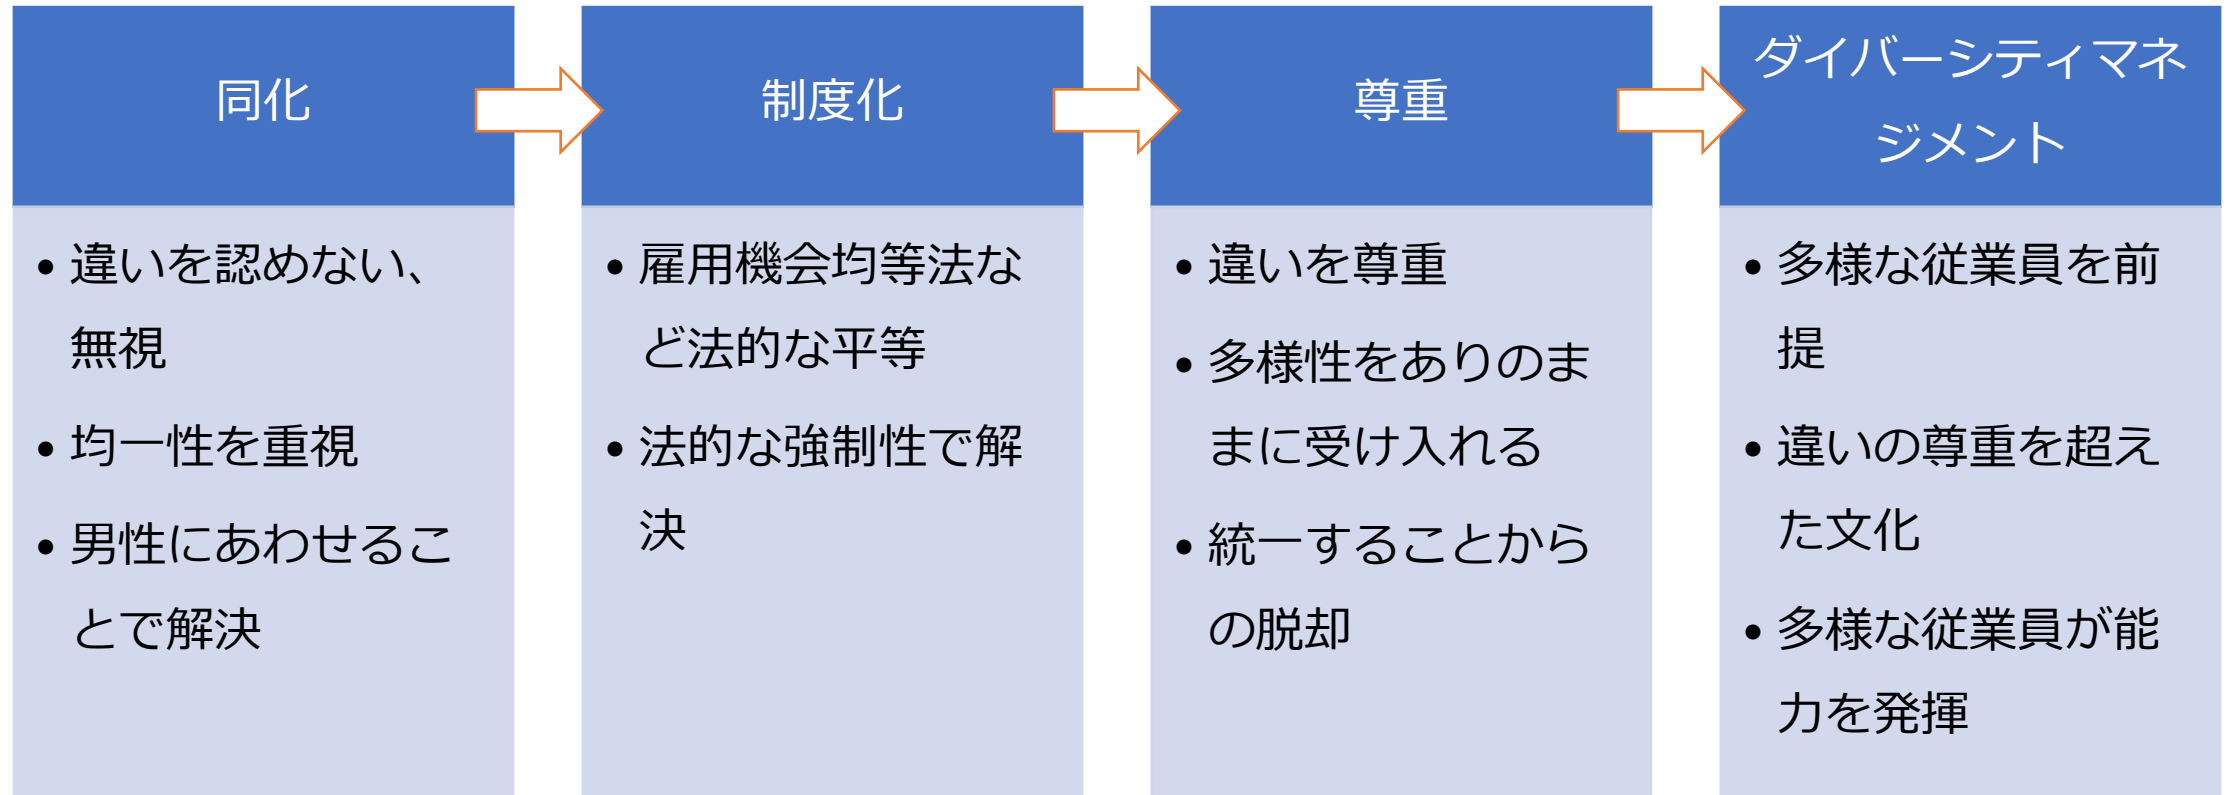 同化
• 違いを認めない、
無視
• 均一性を重視
• 男性にあわせるこ
とで解決
制度化
• 雇用機会均等法な
ど法的な平等
• 法的な強制性で解
決
尊重
• 違いを尊重
• 多様性をありのま
まに受け入れる
• 統一することから
の脱却
ダイバーシティマネ
ジメント
• 多様な従業員を前
提
• 違いの尊重を超え
た文化
• 多様な従業員が能
力を発揮